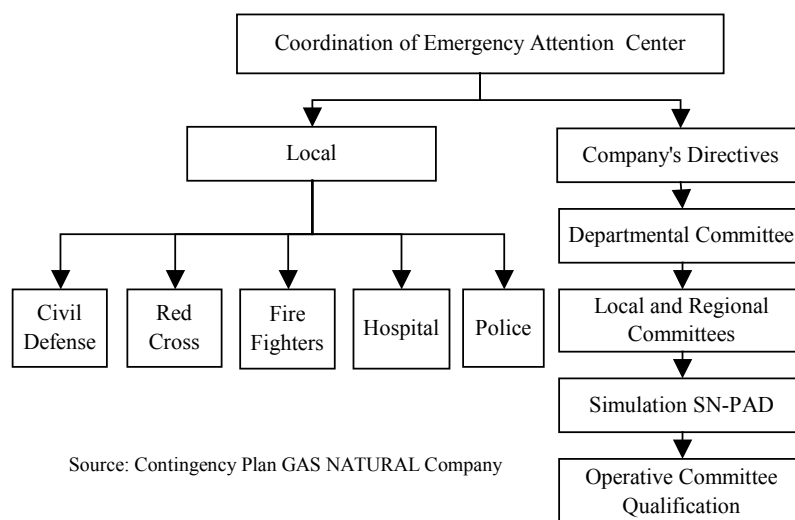 Coordination of Emergency Attention Center
Local
Company's Directives
Departmental Committee
Civil
Defense
Red
Cross
Fire
Fighters
Hospital
Police
Local and Regional
Committees
Simulation SN-PAD
Operative Committee
Qualification
Source: Contingency Plan GAS NATURAL Company